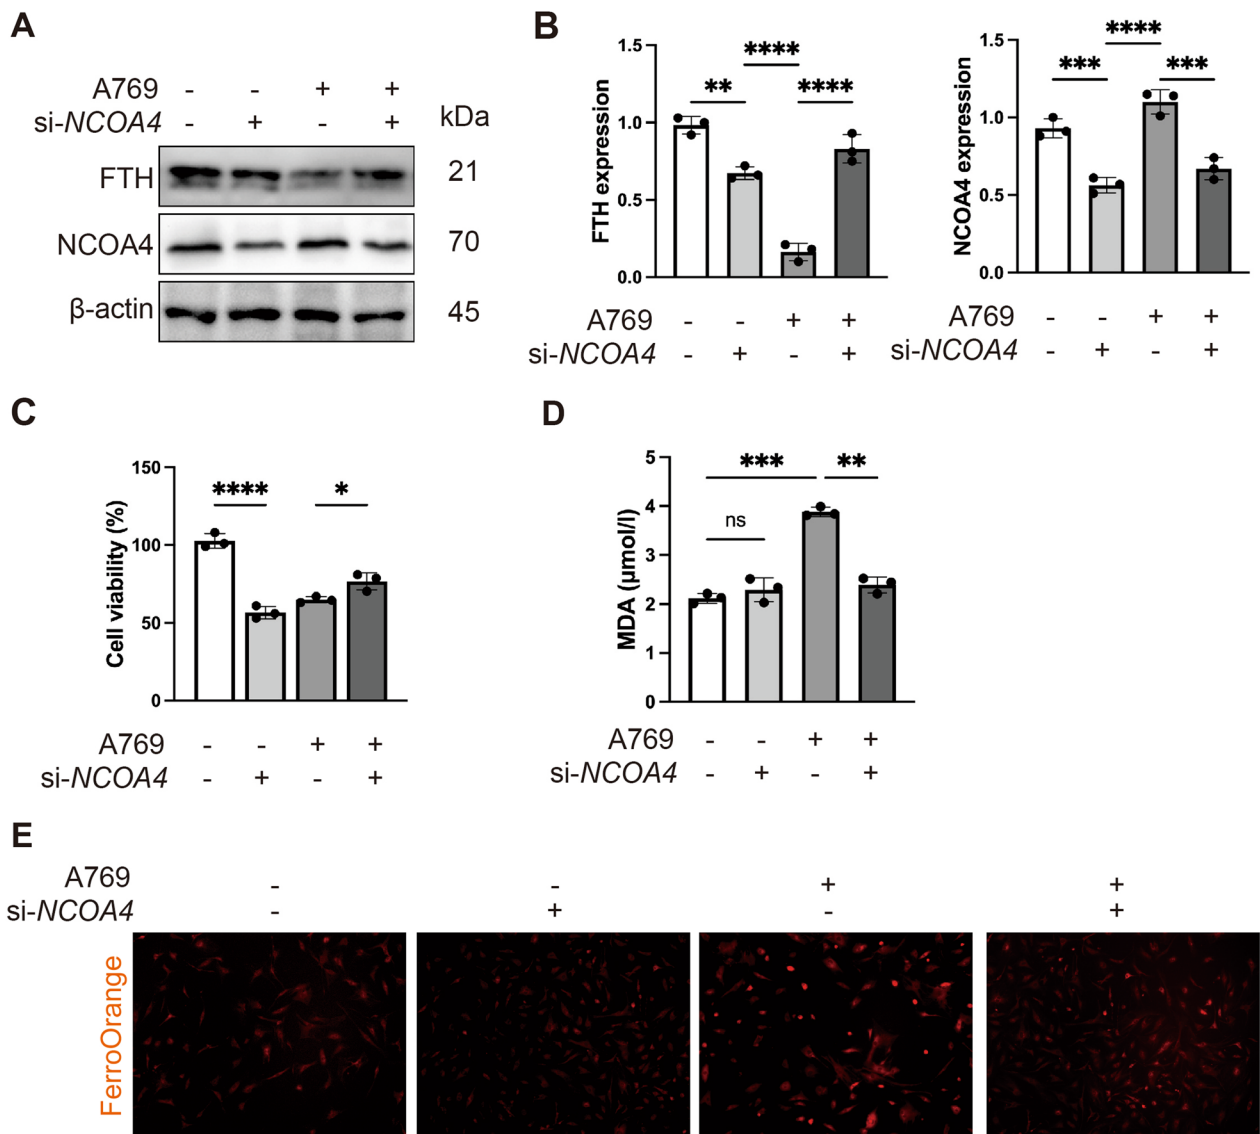 A
A769 - - + +
si-NCOA4 - + - +
kDa
FTH 21
NCOA4 70
β-actin 45
B
FTH expression
1.5
1.0
0.5
0.0
** **** ****
A769 - - + +
si-NCOA4 - + - +
NCOA4 expression
1.5
1.0
0.5
0.0
*** **** ***
A769 - - + +
si-NCOA4 - + - +
C
Cell viability (%)
150
100
50
0
**** *
A769 - - + +
si-NCOA4 - + - +
D
MDA (μmol/l)
5
4
3
2
1
0
ns *** **
A769 - - + +
si-NCOA4 - + - +
E
A769 - - + +
si-NCOA4 - + - +
FerroOrange